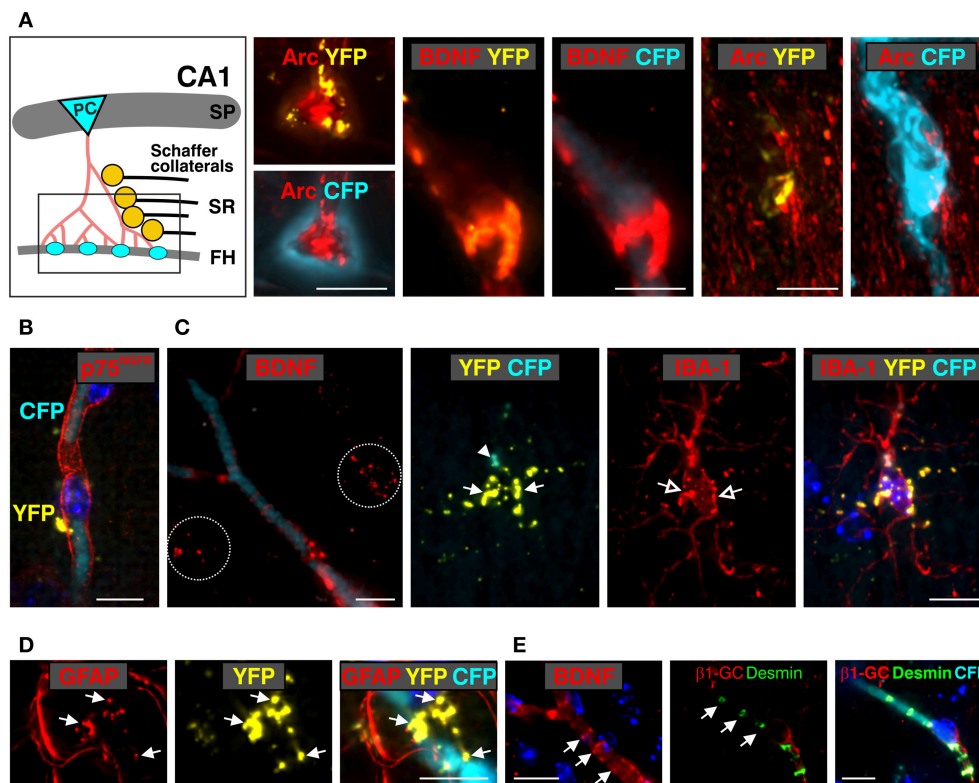 A
CA1
PC
SP
Schaffer
collaterals
SR
FH
Arc YFP
Arc CFP
BDNF YFP
BDNF CFP
Arc YFP
Arc CFP
B
p75NGFR
CFP
YFP
C
BDNF
YFP CFP
IBA-1
IBA-1 YFP CFP
D
GFAP
YFP
GFAP YFP CFP
E
BDNF
β1-GC Desmin
β1-GC Desmin CFP